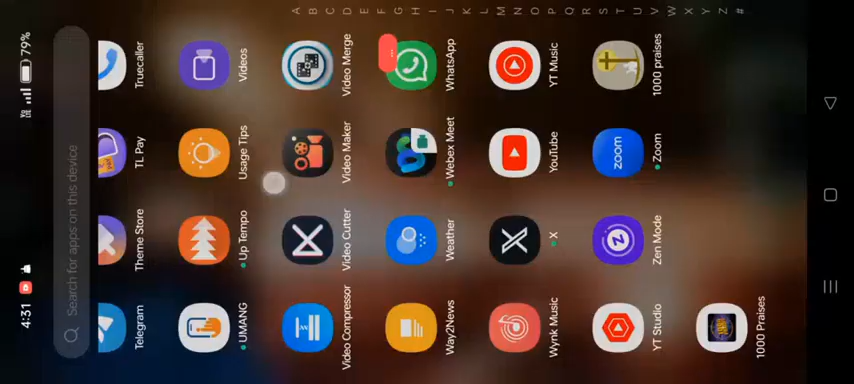 4:31 79%
Search for apps on this device
Telegram Theme Store TL Pay Truecaller
UMANG Up Tempo Usage Tips Videos
Video Compressor Video Cutter Video Maker Video Merge
Way2News Weather Webex Meet WhatsApp
Wynk Music X YouTube YT Music
zoom
YT Studio Zen Mode Zoom 1000 praises
1000 Praises
A
B
C
D
E
F
G
H
I
J
K
L
M
N
O
P
Q
R
S
T
U
V
W
X
Y
Z
#